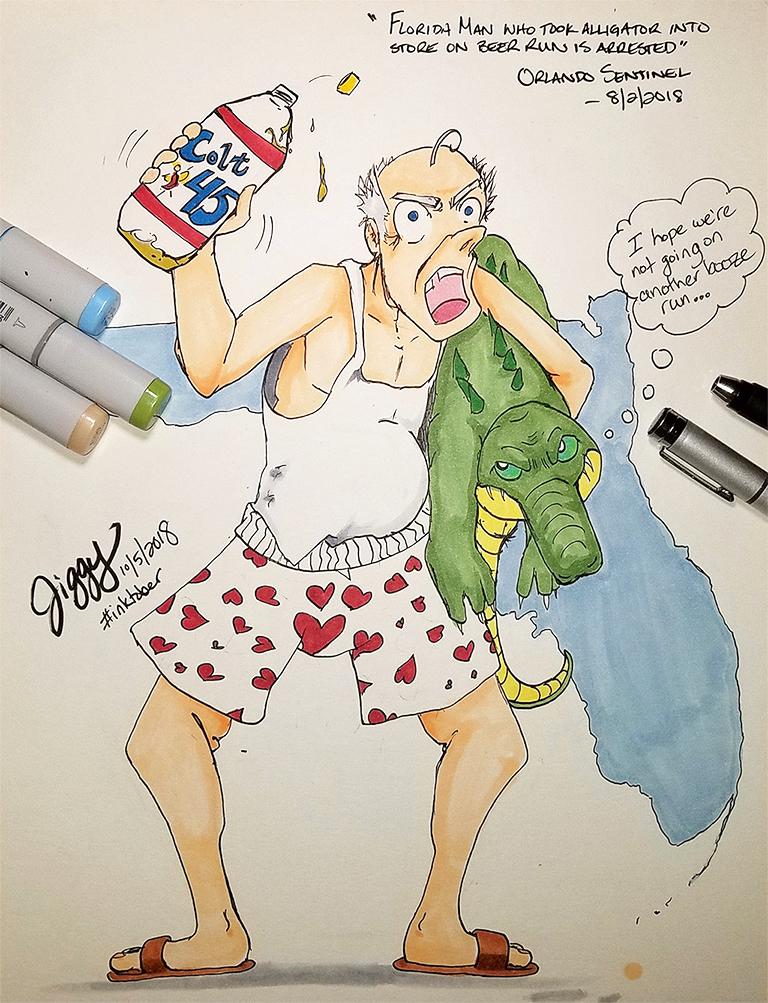 "FLORIDA MAN WHO TOOK ALLIGATOR INTO
STORE ON BEER RUN IS ARRESTED"
ORLANDO SENTINEL
- 8/2/2018
Colt
45
I hope we're
not going on
another booze
run...
Jiggy 10/5/2018
#inktober